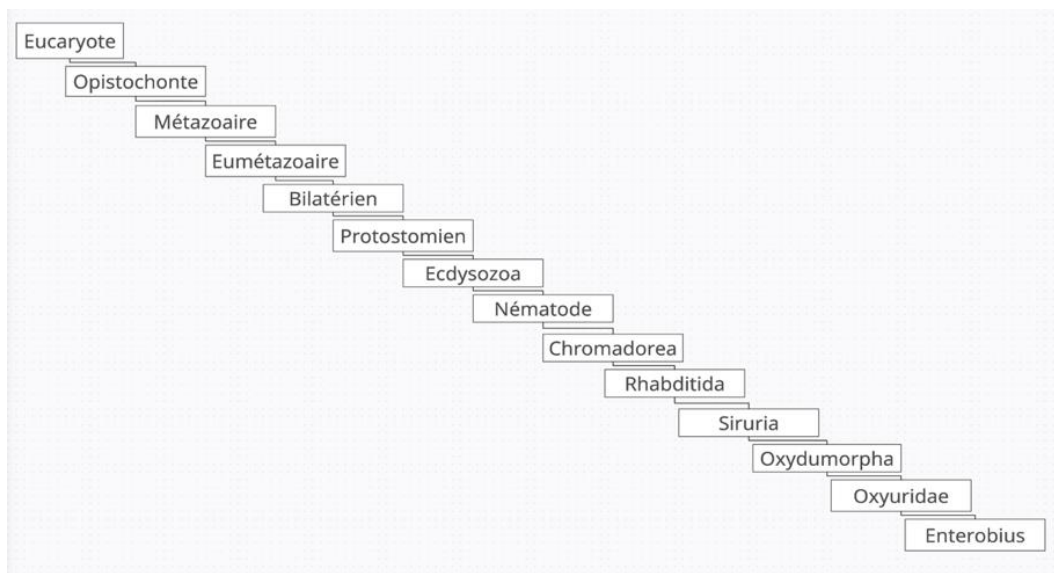 Eucaryote
Opistochonte
Métazoaire
Eumétazoaire
Bilatérien
Protostomien
Ecdysozoa
Nématode
Chromadorea
Rhabditida
Siruria
Oxydumorpha
Oxyuridae
Enterobius